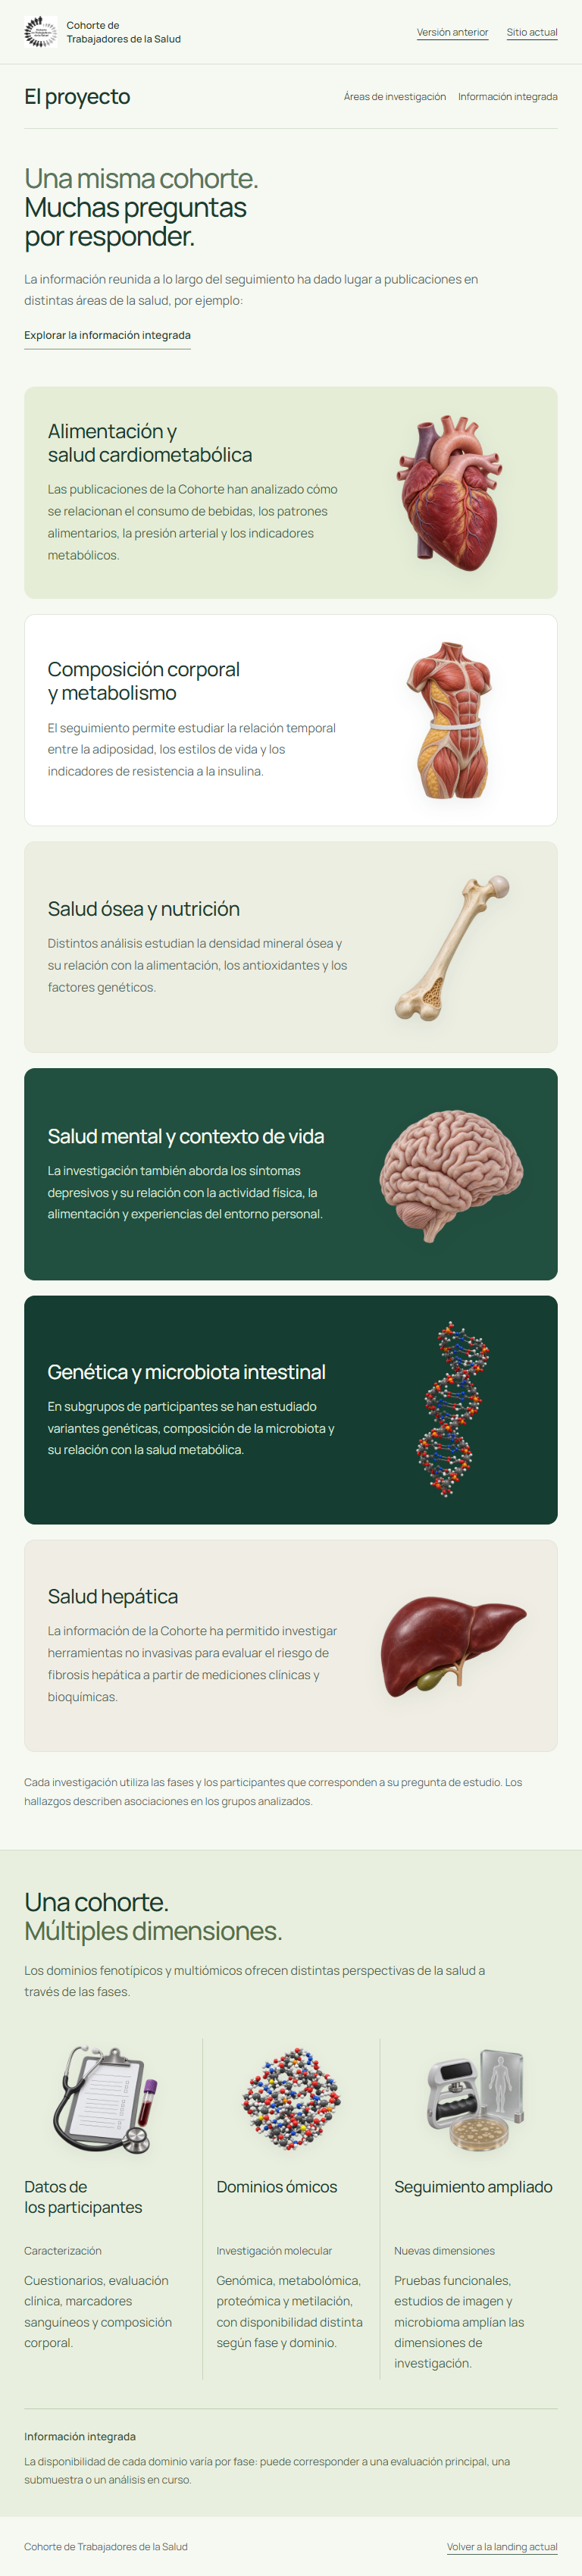 Cohorte de
Trabajadores de la Salud
Versión anterior
Sitio actual
El proyecto
Áreas de investigación
Información integrada
Una misma cohorte.
Muchas preguntas
por responder.
La información reunida a lo largo del seguimiento ha dado lugar a publicaciones en
distintas áreas de la salud, por ejemplo:
Explorar la información integrada
Alimentación y
salud cardiometabólica
Las publicaciones de la Cohorte han analizado cómo
se relacionan el consumo de bebidas, los patrones
alimentarios, la presión arterial y los indicadores
metabólicos.
Composición corporal
y metabolismo
El seguimiento permite estudiar la relación temporal
entre la adiposidad, los estilos de vida y los
indicadores de resistencia a la insulina.
Salud ósea y nutrición
Distintos análisis estudian la densidad mineral ósea y
su relación con la alimentación, los antioxidantes y los
factores genéticos.
Salud mental y contexto de vida
La investigación también aborda los síntomas
depresivos y su relación con la actividad física, la
alimentación y experiencias del entorno personal.
Genética y microbiota intestinal
En subgrupos de participantes se han estudiado
variantes genéticas, composición de la microbiota y
su relación con la salud metabólica.
Salud hepática
La información de la Cohorte ha permitido investigar
herramientas no invasivas para evaluar el riesgo de
fibrosis hepática a partir de mediciones clínicas y
bioquímicas.
Cada investigación utiliza las fases y los participantes que corresponden a su pregunta de estudio. Los
hallazgos describen asociaciones en los grupos analizados.
Una cohorte.
Múltiples dimensiones.
Los dominios fenotípicos y multiómicos ofrecen distintas perspectivas de la salud a
través de las fases.
Datos de
los participantes
Caracterización
Cuestionarios, evaluación
clínica, marcadores
sanguíneos y composición
corporal.
Dominios ómicos
Investigación molecular
Genómica, metabolómica,
proteómica y metilación,
con disponibilidad distinta
según fase y dominio.
Seguimiento ampliado
Nuevas dimensiones
Pruebas funcionales,
estudios de imagen y
microbioma amplían las
dimensiones de
investigación.
Información integrada
La disponibilidad de cada dominio varía por fase: puede corresponder a una evaluación principal, una
submuestra o un análisis en curso.
Cohorte de Trabajadores de la Salud
Volver a la landing actual